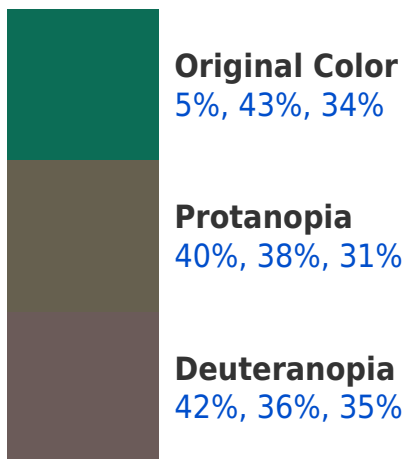 Original Color
5%, 43%, 34%
Protanopia
40%, 38%, 31%
Deuteranopia
42%, 36%, 35%